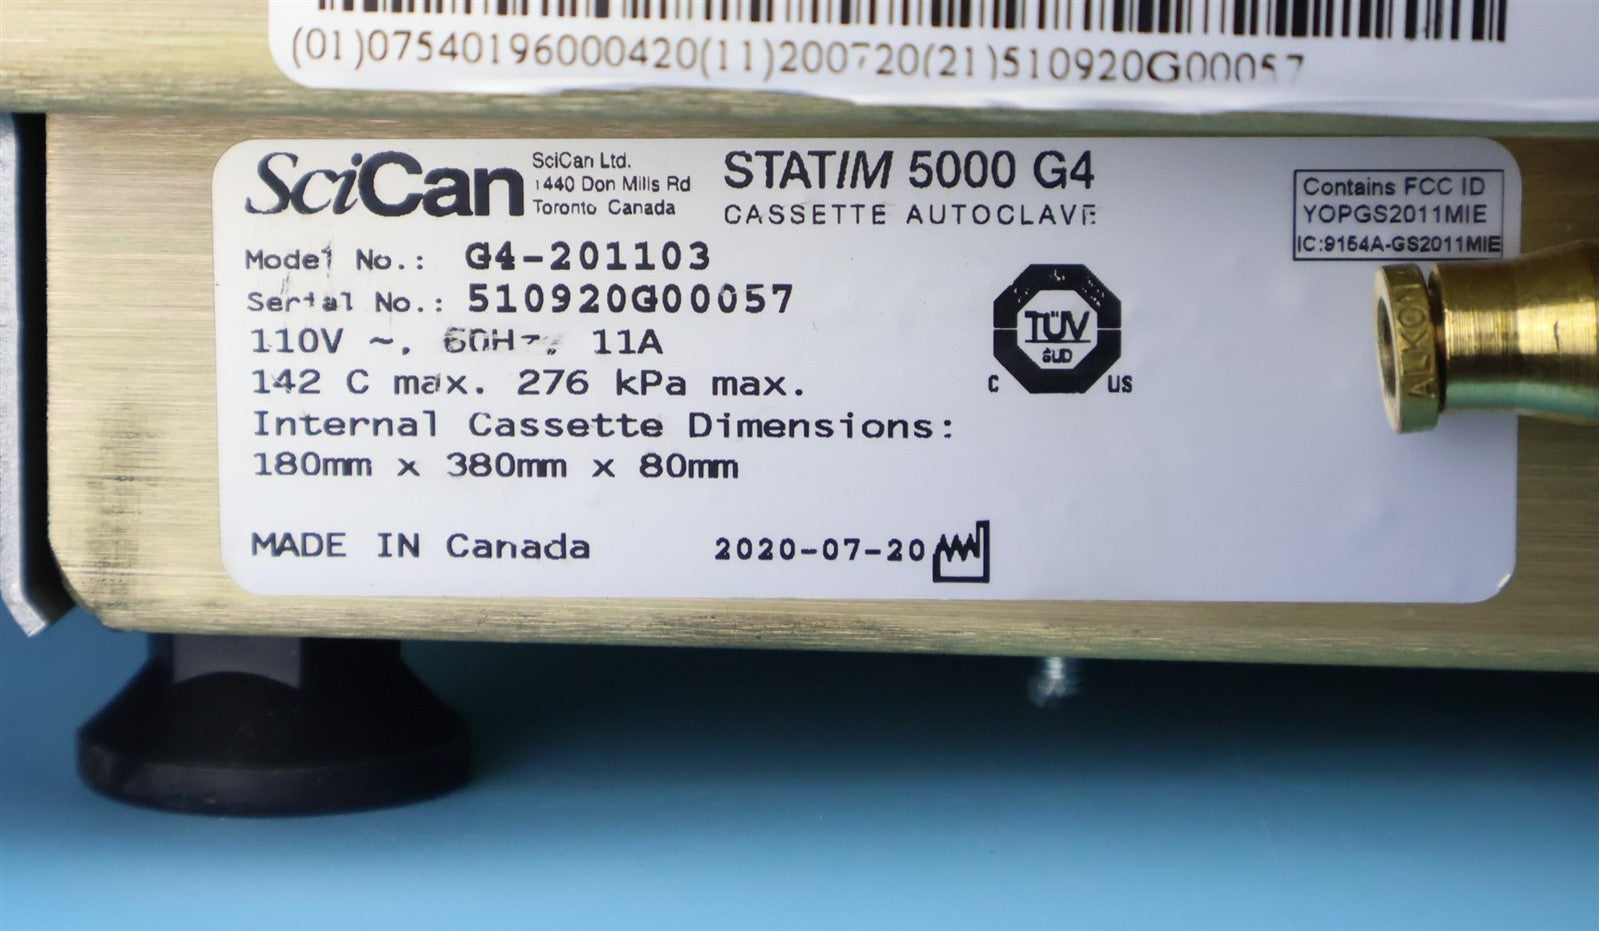 (01)07540196000420(11)200720(21)510920G00057
SciCan
SciCan Ltd.
1440 Don Mills Rd
Toronto Canada
STATIM 5000 G4
CASSETTE AUTOCLAVE
Contains FCC ID
YOPGS2011MIE
IC:9154A-GS2011MIE
Model No.: G4-201103
Serial No.: 510920G00057
110V ~, 60Hz, 11A
142 C max. 276 kPa max.
Internal Cassette Dimensions:
180mm x 380mm x 80mm
TÜV
SÜD
C US
MADE IN Canada
2020-07-20